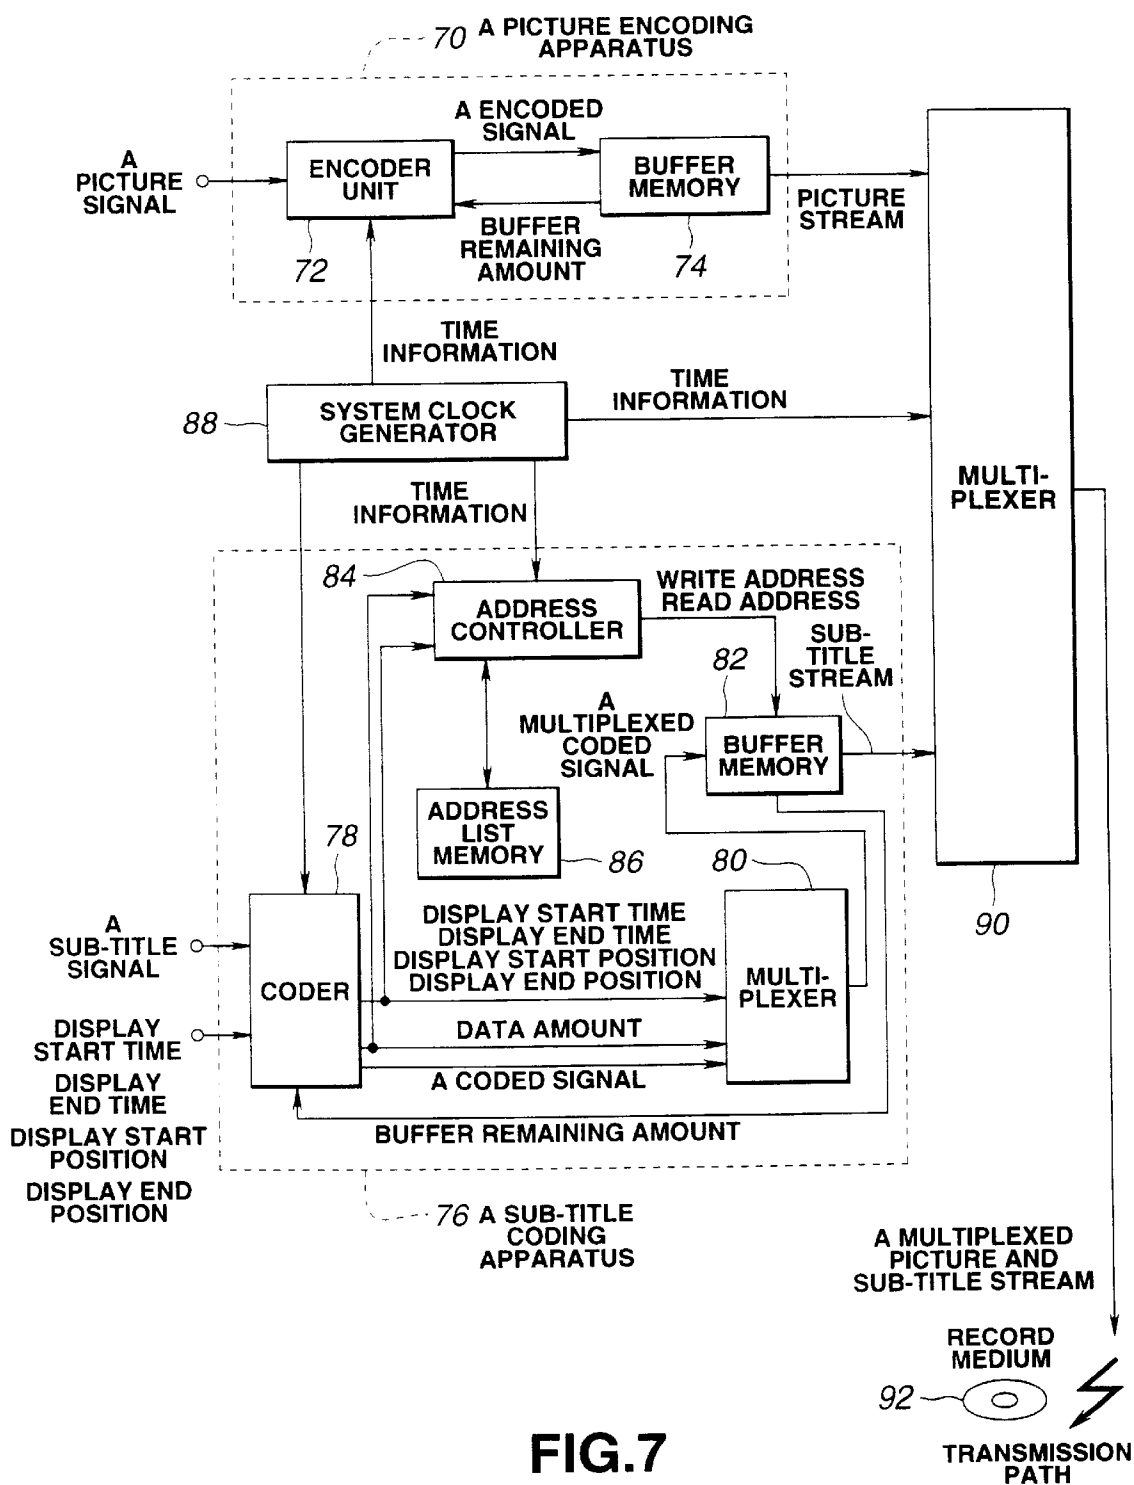 70 A PICTURE ENCODING
APPARATUS
A ENCODED
SIGNAL
A
PICTURE
SIGNAL
ENCODER
UNIT
BUFFER
MEMORY
PICTURE
STREAM
BUFFER
REMAINING
AMOUNT
72
74
TIME
INFORMATION
88
SYSTEM CLOCK
GENERATOR
TIME
INFORMATION
MULTI-
PLEXER
TIME
INFORMATION
84
ADDRESS
CONTROLLER
WRITE ADDRESS
READ ADDRESS
SUB-
TITLE
STREAM
82
A
MULTIPLEXED
CODED
SIGNAL
BUFFER
MEMORY
ADDRESS
LIST
MEMORY
86
78
80
90
A
SUB-TITLE
SIGNAL
CODER
DISPLAY START TIME
DISPLAY END TIME
DISPLAY START POSITION
DISPLAY END POSITION
MULTI-
PLEXER
DATA AMOUNT
A CODED SIGNAL
DISPLAY
START TIME
DISPLAY
END TIME
DISPLAY START
POSITION
DISPLAY END
POSITION
BUFFER REMAINING AMOUNT
76 A SUB-TITLE
CODING
APPARATUS
A MULTIPLEXED
PICTURE AND
SUB-TITLE STREAM
RECORD
MEDIUM
92
TRANSMISSION
PATH
FIG.7